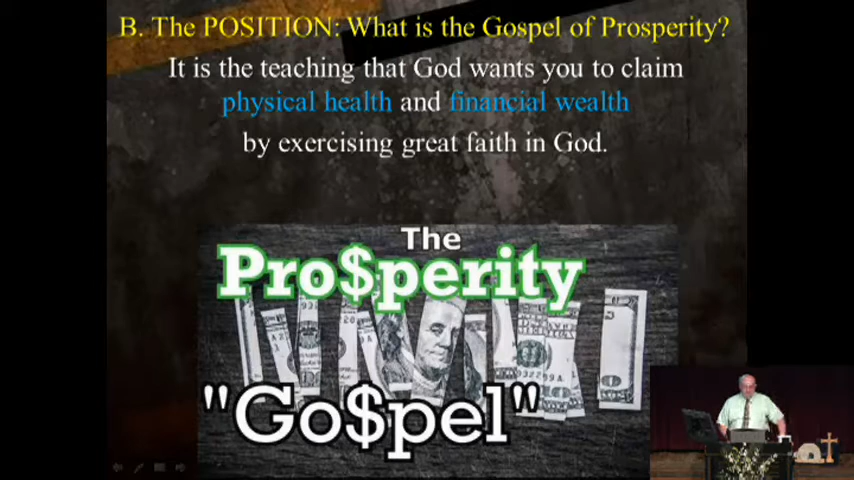 B. The POSITION: What is the Gospel of Prosperity?
It is the teaching that God wants you to claim
physical health and financial wealth
by exercising great faith in God.
The
Pro$perity
"Go$pel"